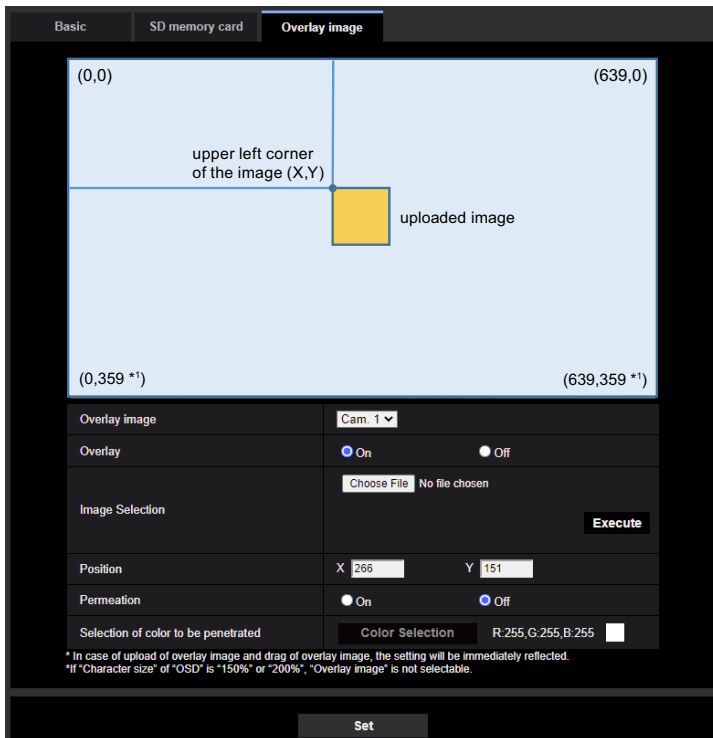 Basic SD memory card Overlay image
(0,0) (639,0)
upper left corner
of the image (X,Y)
uploaded image
(0,359 *1) (639,359 *1)
Overlay image Cam. 1
Overlay On Off
Choose File No file chosen
Image Selection
Execute
Position X 266 Y 151
Permeation On Off
Selection of color to be penetrated Color Selection R:255,G:255,B:255
* In case of upload of overlay image and drag of overlay image, the setting will be immediately reflected.
*If “Character size” of “OSD” is “150%” or “200%”, “Overlay image” is not selectable.
Set